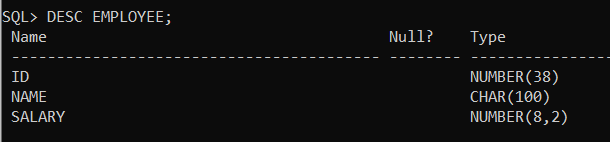 SQL> DESC EMPLOYEE;
Name Null? Type
----------------------------------------- -------- ----------------
ID NUMBER(38)
NAME CHAR(100)
SALARY NUMBER(8,2)